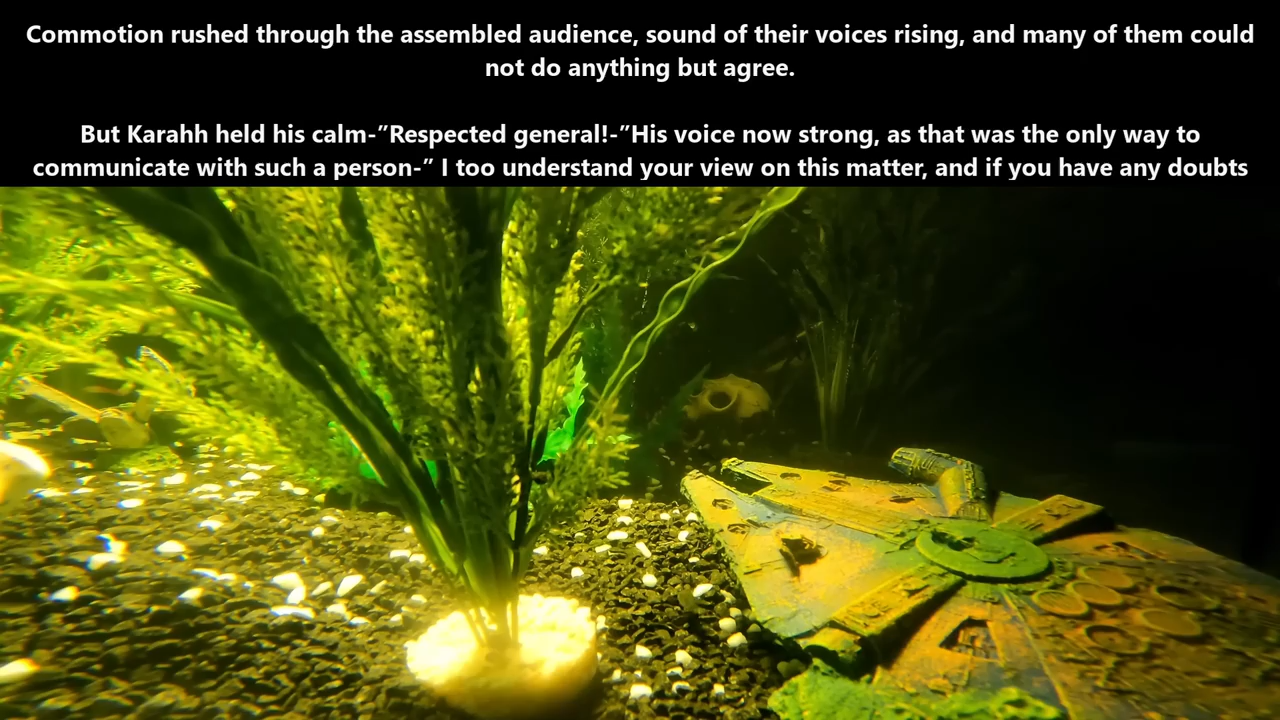 Commotion rushed through the assembled audience, sound of their voices rising, and many of them could
not do anything but agree.
But Karahh held his calm-”Respected general!-”His voice now strong, as that was the only way to
communicate with such a person-” I too understand your view on this matter, and if you have any doubts